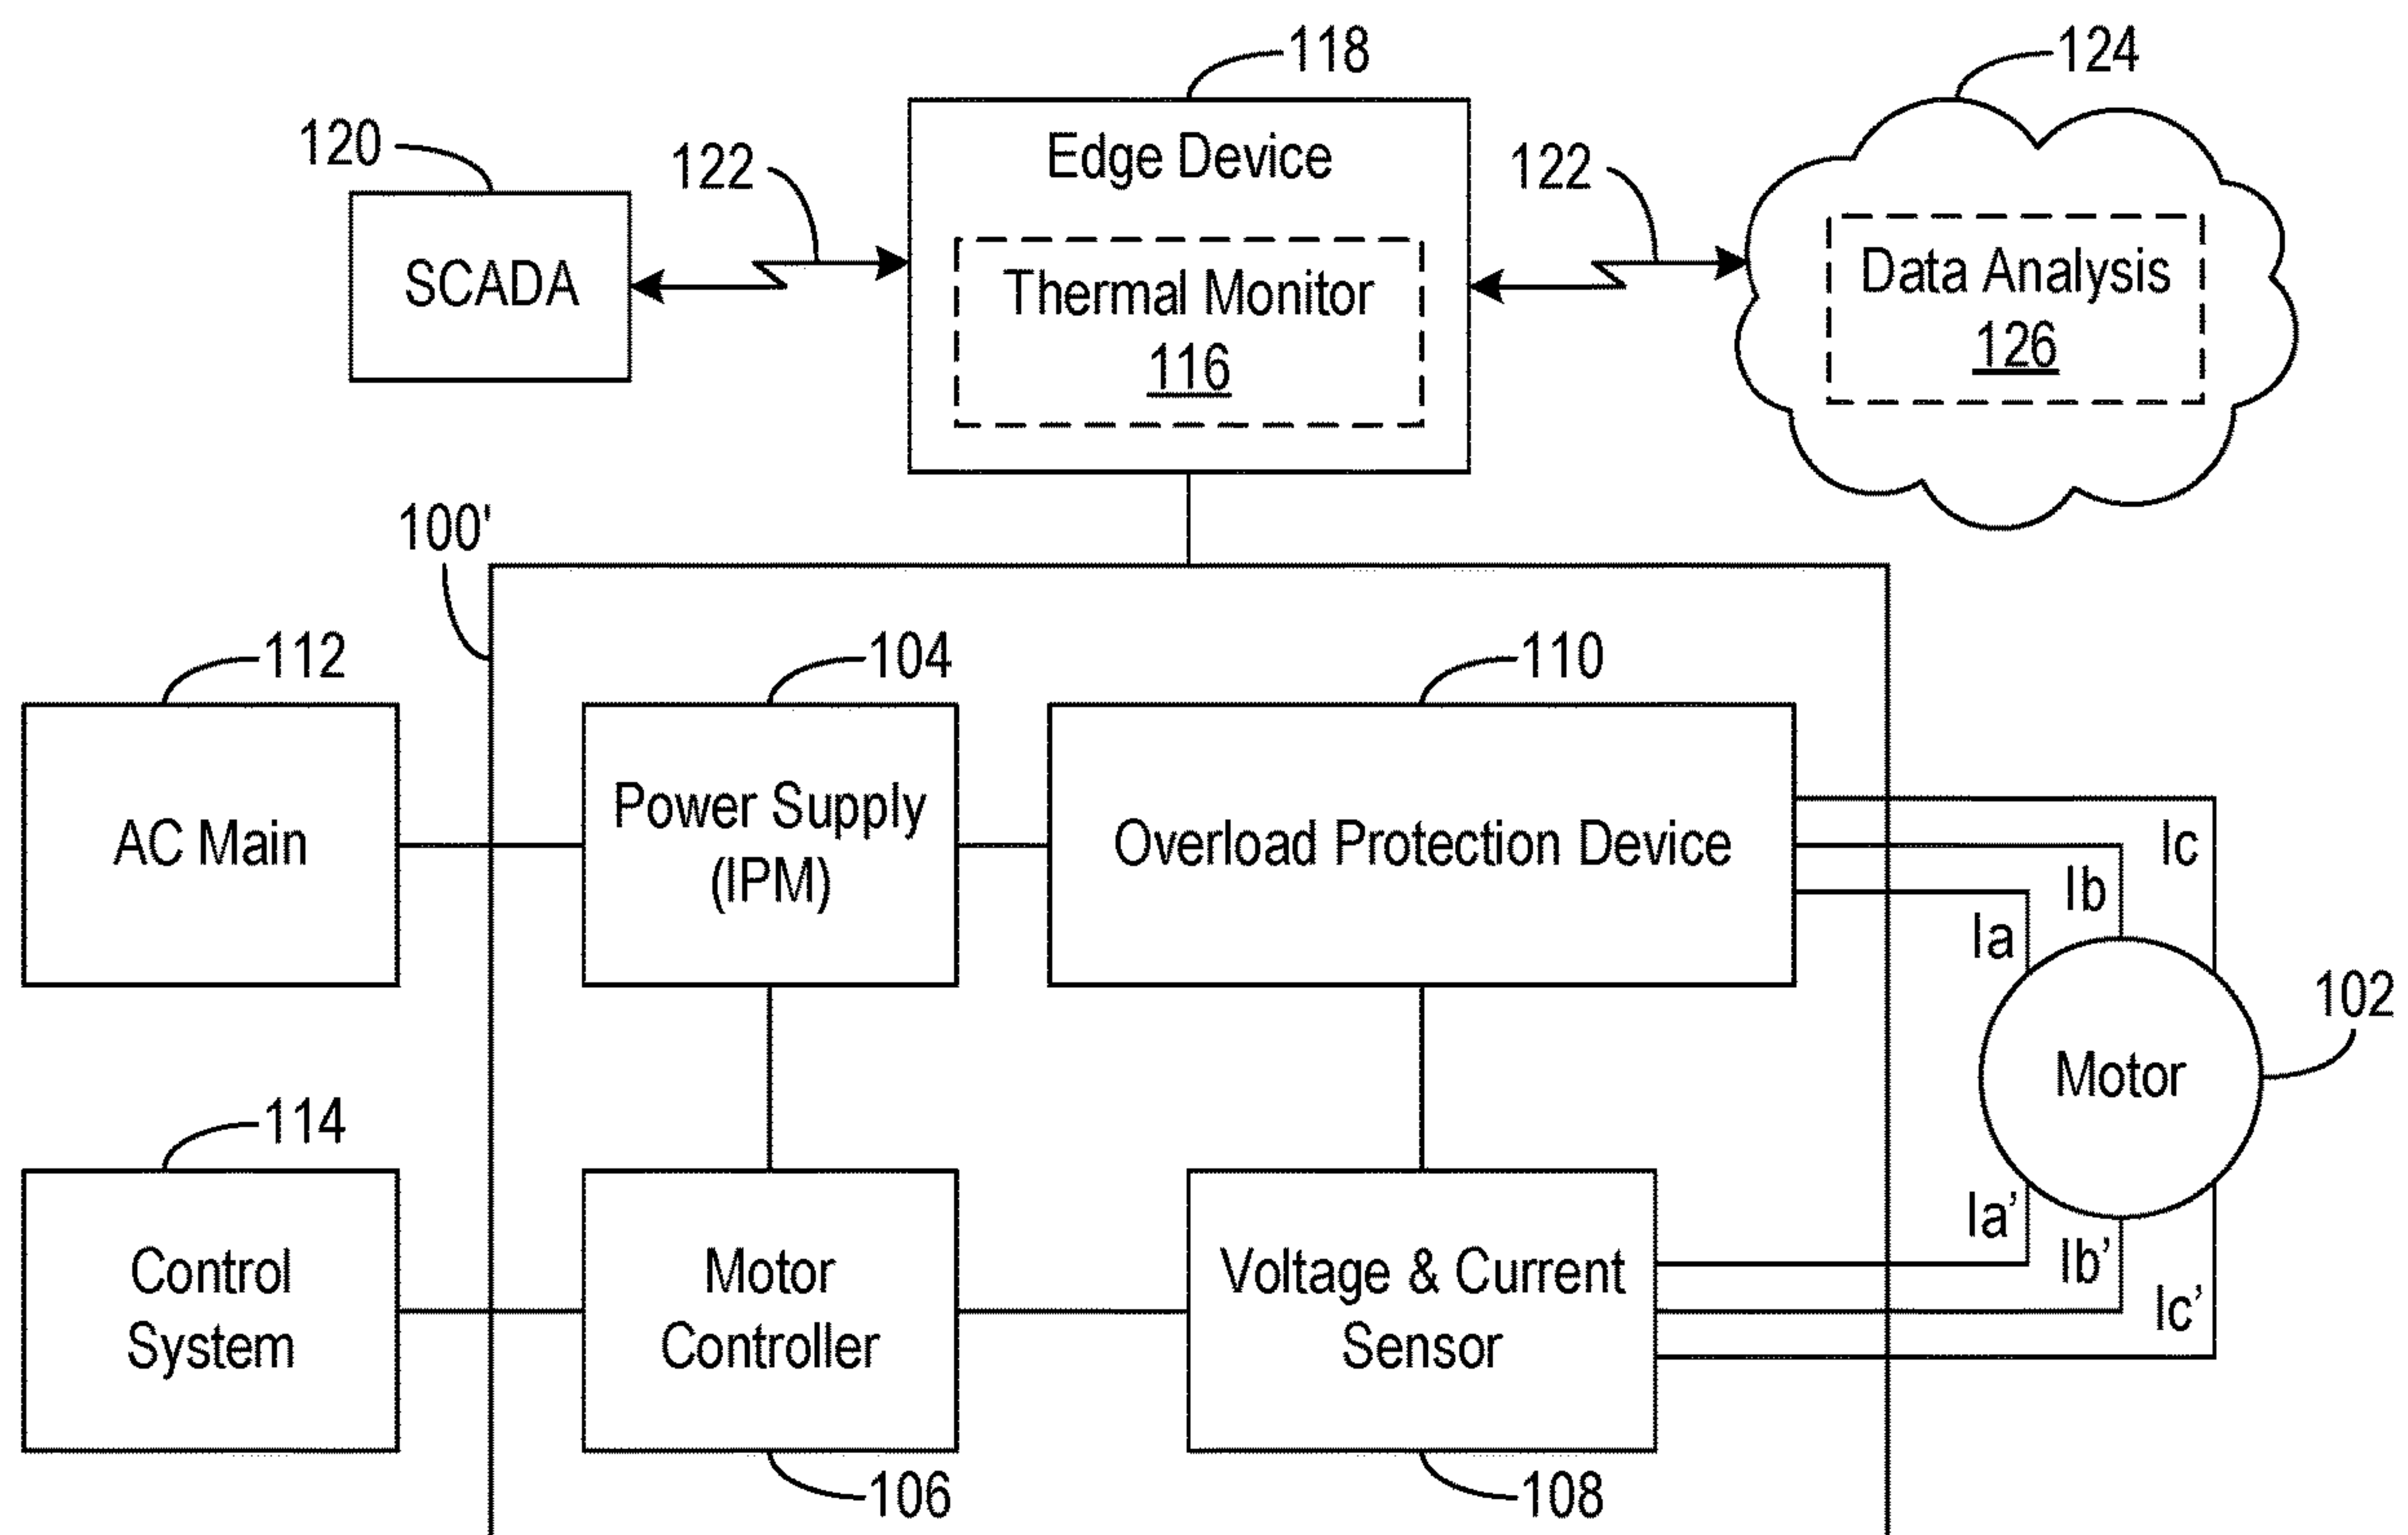 118
124
120
122
Edge Device
122
SCADA
Thermal Monitor
116
Data Analysis
126
100'
112
104
110
AC Main
Power Supply
(IPM)
Overload Protection Device
Ic
Ib
Ia
102
Motor
114
Control
System
Motor
Controller
Voltage & Current
Sensor
Ia’
Ib’
Ic’
106
108